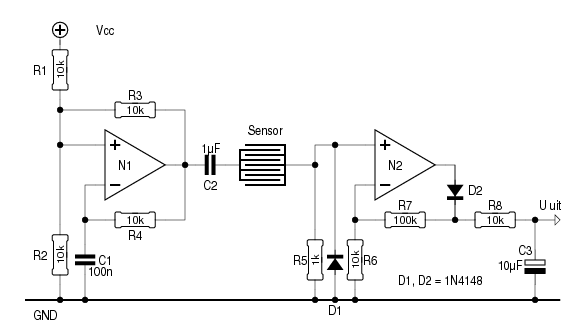 Vcc
R1
10k
R3
10k
Sensor
1µF
N1
N2
C2
D2
U uit
R4
10k
R7
100k
R8
10k
R2
10k
C1
100n
R5
1k
R6
10k
C3
10µF
D1, D2 = 1N4148
D1
GND